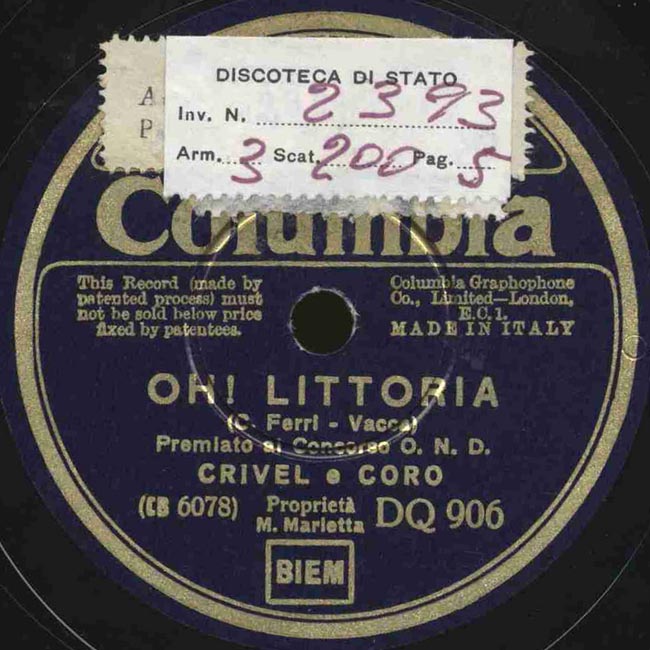 A
P
DISCOTECA DI STATO
Inv. N. 2393
Arm. 3 Scat. 200 Pag. 5
Columbia
This Record (made by
patented process) must
not be sold below price
fixed by patentees.
Columbia Graphophone
Co., Limited—London,
E.C.1.
MADE IN ITALY
OH! LITTORIA
(C. Ferri - Vacca)
Premiato al Concorso O. N. D.
CRIVEL e CORO
(CB 6078) Proprietà
M. Marletta DQ 906
BIEM